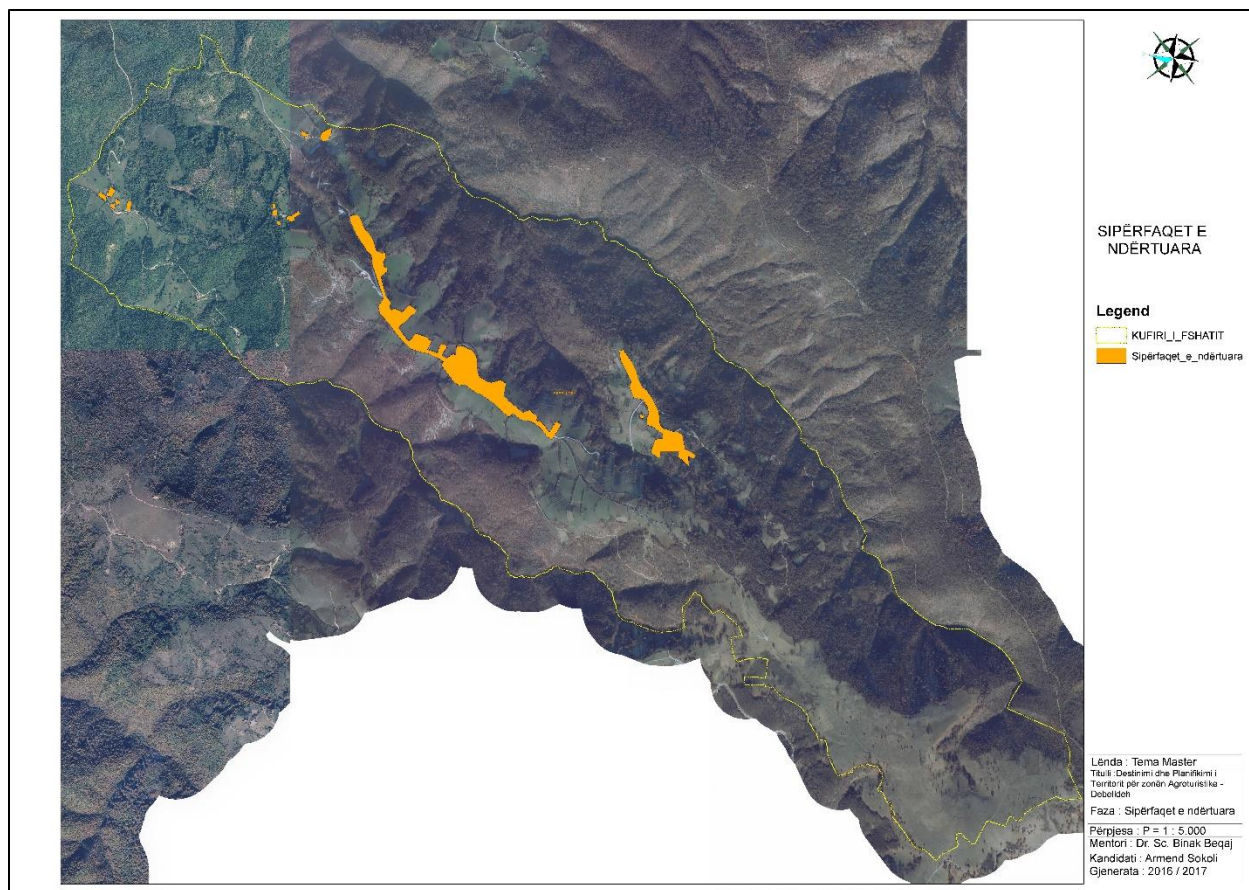 SIPËRFAQET E
NDËRTUARA
Legend
KUFIRI_I_FSHATIT
Sipërfaqet_e_ndërtuara
Lënda : Tema Master
Titulli :Destinimi dhe Planifikimi i
Territorit për zonën Agroturistike -
Debelldeh
Faza : Sipërfaqet e ndërtuara
Përpjesa : P = 1 : 5.000
Mentori : Dr. Sc. Binak Beqaj
Kandidati : Armend Sokoli
Gjenerata : 2016 / 2017